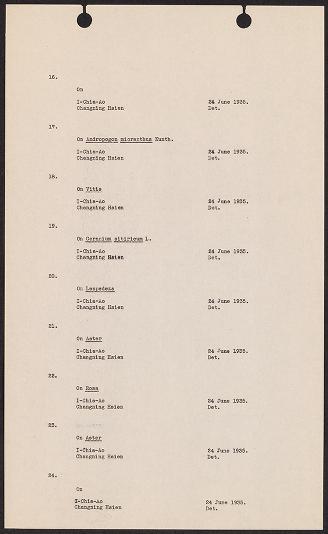 16.
On
I-Chia-Ao 24 June 1935.
Changning Hsien Det.
17.
On Andropogon micranthus Kunth.
I-Chia-Ao 24 June 1935.
Changning Hsien Det.
18.
On Vitis
I-Chia-Ao 24 June 1935.
Changning Hsien Det.
19.
On Geranium sibiricum L.
I-Chia-Ao 24 June 1935.
Changning Hsien Det.
20.
On Lespedeza
I-Chia-Ao 24 June 1935.
Changning Hsien Det.
21.
On Aster
I-Chia-Ao 24 June 1935.
Changning Hsien Det.
22.
On Rosa
I-Chia-Ao 24 June 1935.
Changning Hsien Det.
23.
On Aster
I-Chia-Ao 24 June 1935.
Changning Hsien Det.
24.
On
I-Chia-Ao 24 June 1935.
Changning Hsien Det.